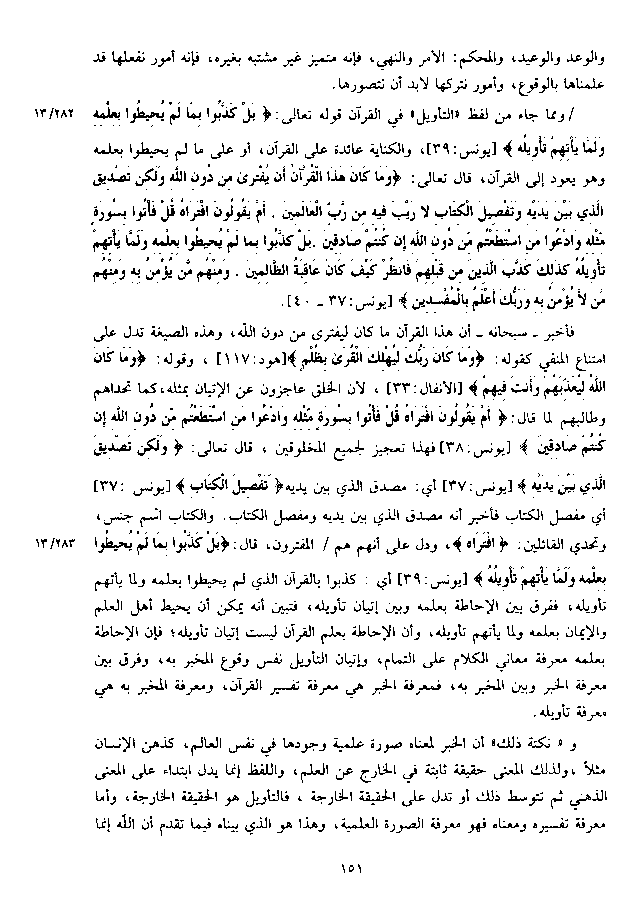 والوعد والوعيد، والمحكم: الأمر والنهي، فإنه متميز غير مشتبه بغيره، فإنه أمور نفعلها قد
علمناها بالوقوع، وأمور نتركها لابد أن نتصورها.
/ ومما جاء من لفظ «التأويل» في القرآن قوله تعالى: ﴿ بَلْ كَذَّبُوا بِمَا لَمْ يُحِيطُوا بِعِلْمِهِ ١٣/٢٨٢
وَلَمَّا يَأْتِهِمْ تَأْوِيلُه ﴾ [يونس:٣٩]، والكناية عائدة على القرآن، أو على ما لم يحيطوا بعلمه
وهو يعود إلى القرآن، قال تعالى: ﴿وَمَا كَانَ هَذَا الْقُرْآنُ أَن يُفْتَرَى مِن دُونِ اللَّهِ وَلَكِن تَصْدِيقَ
الَّذِي بَيْنَ يَدَيْهِ وَتَفْصِيلَ الْكِتَابِ لا رَيْبَ فِيهِ مِن رَّبِّ الْعَالَمِينَ . أَمْ يَقُولُونَ افْتَرَاهُ قُلْ فَأْتُوا بِسُورَةٍ
مِّثْلِهِ وَادْعُوا مَنِ اسْتَطَعْتُم مِّن دُونِ اللَّهِ إِن كُنتُمْ صَادِقِينَ . بَلْ كَذَّبُوا بِمَا لَمْ يُحِيطُوا بِعِلْمِهِ وَلَمَّا يَأْتِهِمْ
تَأْوِيلُهُ كَذَلِكَ كَذَّبَ الَّذِينَ مِن قَبْلِهِمْ فَانظُرْ كَيْفَ كَانَ عَاقِبَةُ الظَّالِمِينَ . وَمِنْهُم مَّن يُؤْمِنُ بِهِ وَمِنْهُم
مَّن لاَّ يُؤْمِنُ بِهِ وَرَبُّكَ أَعْلَمُ بِالْمُفْسِدِينَ ﴾ [يونس:٣٧ ـ ٤٠].
فأخبر ـ سبحانه ـ أن هذا القرآن ما كان ليفترى من دون الله، وهذه الصيغة تدل على
امتناع المنفي كقوله: ﴿وَمَا كَانَ رَبُّكَ لِيُهْلِكَ الْقُرَى بِظُلْمٍ ﴾[هود:١١٧] ، وقوله: ﴿وَمَا كَانَ
اللَّهُ لِيُعَذِّبَهُمْ وَأَنتَ فِيهِمْ ﴾ [الأنفال:٣٣] ، لأن الخلق عاجزون عن الإتيان بمثله،كما تحداهم
وطالبهم لما قال: ﴿ أَمْ يَقُولُونَ افْتَرَاهُ قُلْ فَأْتُوا بِسُورَةٍ مِّثْلِهِ وَادْعُوا مَنِ اسْتَطَعْتُم مِّن دُونِ اللَّهِ إِن
كُنتُمْ صَادِقِينَ ﴾ [يونس:٣٨] فهذا تعجيز لجميع المخلوقين ، قال تعالى: ﴿ وَلَكِن تَصْدِيقَ
الَّذِي بَيْنَ يَدَيْهِ ﴾ [يونس:٣٧] أي: مصدق الذي بين يديه﴿ تَفْصِيلَ الْكِتَابِ ﴾ [يونس :٣٧]
أي مفصل الكتاب فأخبر أنه مصدق الذي بين يديه ومفصل الكتاب. والكتاب اسم جنس،
وتحدي القائلين: ﴿ افْتَرَاه ﴾، ودل على أنهم هم / المفترون، قال: ﴿بَلْ كَذَّبُوا بِمَا لَمْ يُحِيطُوا ١٣/٢٨٣
بِعِلْمِهِ وَلَمَّا يَأْتِهِمْ تَأْوِيلُهُ ﴾ [يونس:٣٩] أي : كذبوا بالقرآن الذي لم يحيطوا بعلمه ولما يأتهم
تأويله، ففرق بين الإحاطة بعلمه وبين إتيان تأويله، فتبين أنه يمكن أن يحيط أهل العلم
والإيمان بعلمه ولما يأتهم تأويله، وأن الإحاطة بعلم القرآن ليست إتيان تأويله؛ فإن الإحاطة
بعلمه معرفة معاني الكلام على التمام، وإتيان التأويل نفس وقوع المخبر به، وفرق بين
معرفة الخبر وبين المخبر به، فمعرفة الخبر هي معرفة تفسير القرآن، ومعرفة المخبر به هي
معرفة تأويله.
و « نكتة ذلك» أن الخبر لمعناه صورة علمية وجودها في نفس العالم، كذهن الإنسان
مثلاً ،ولذلك المعنى حقيقة ثابتة في الخارج عن العلم، واللفظ إنما يدل ابتداء على المعنى
الذهني ثم تتوسط ذلك أو تدل على الحقيقة الخارجة ، فالتأويل هو الحقيقة الخارجة، وأما
معرفة تفسيره ومعناه فهو معرفة الصورة العلمية، وهذا هو الذي بيناه فيما تقدم أن الله إنما
١٥١